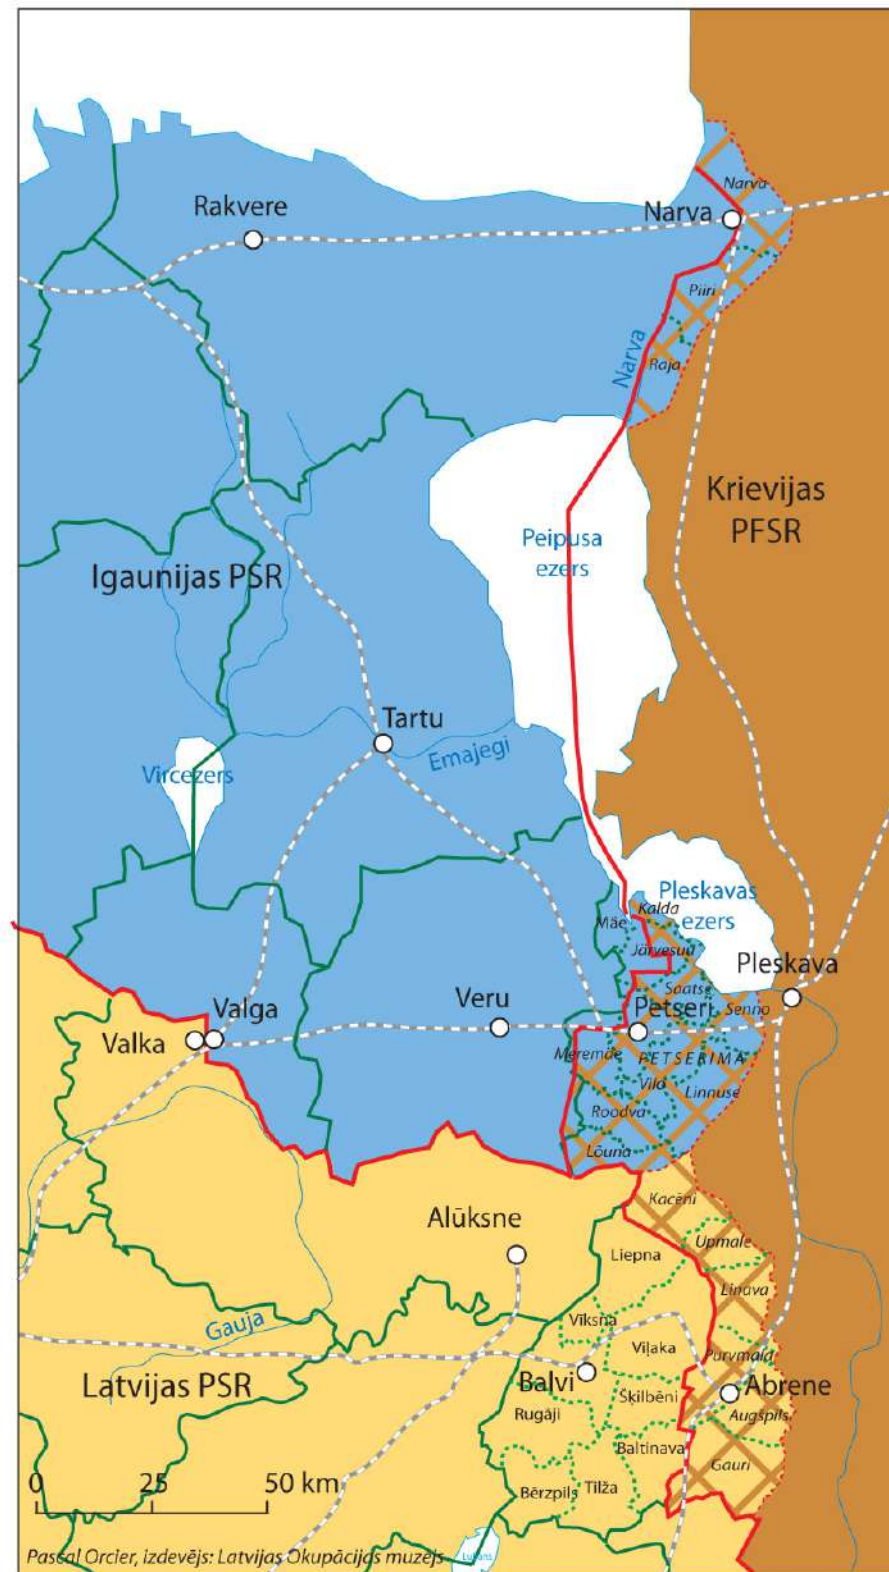 Narva
Rakvere
Narva
Piiri
Narva
Raja
Krievijas
PFSR
Peipusa
ezers
Igaunijas PSR
Tartu
Emajegi
Vircezers
Pleskavas
ezers
Kalda
Mäe
Järvesuu
Pleskava
Saatse
Veru
Petseri
Senno
Valga
Valka
Meremäe
PETSERIMA
Vilo
Linnuse
Roodva
Lõuna
Kacēni
Alūksne
Upmale
Liepna
Linava
Gauja
Vīksna
Viļaka
Purvmala
Latvijas PSR
Balvi
Šķilbēni
Abrene
Rugāji
Augšpils
Baltinava
Gauri
0 25 50 km
Bērzpils
Tilža
Pascal Orcier, izdevējs: Latvijas Okupācijas muzejs
Lubāns